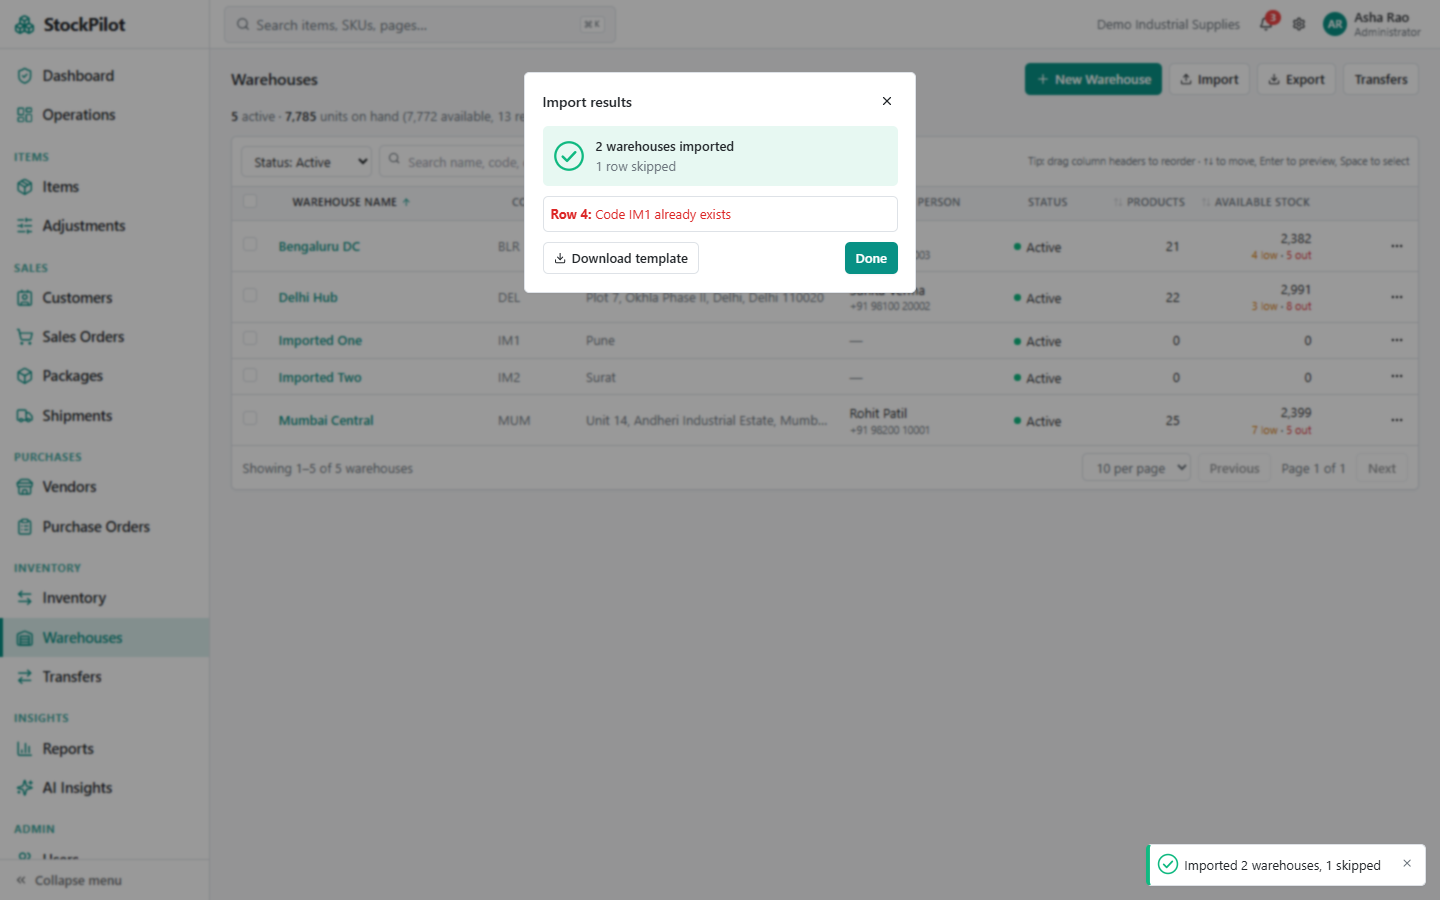 StockPilot
Search items, SKUs, pages...
⌘ K
Demo Industrial Supplies
3
AR
Asha Rao
Administrator
Dashboard
Operations
ITEMS
Items
Adjustments
SALES
Customers
Sales Orders
Packages
Shipments
PURCHASES
Vendors
Purchase Orders
INVENTORY
Inventory
Warehouses
Transfers
INSIGHTS
Reports
AI Insights
ADMIN
Users
Collapse menu
Warehouses
New Warehouse
Import
Export
Transfers
5 active · 7,785 units on hand (7,772 available, 13 re
Status: Active
Search name, code,
Tip: drag column headers to reorder · ↑↓ to move, Enter to preview, Space to select
WAREHOUSE NAME ↑
CO
PERSON
STATUS
↑↓ PRODUCTS
↑↓ AVAILABLE STOCK
Bengaluru DC
BLR
003
Active
21
2,382
4 low · 5 out
Delhi Hub
DEL
Plot 7, Okhla Phase II, Delhi, Delhi 110020
+91 98100 20002
Active
22
2,991
3 low · 8 out
Imported One
IM1
Pune
—
Active
0
0
Imported Two
IM2
Surat
—
Active
0
0
Mumbai Central
MUM
Unit 14, Andheri Industrial Estate, Mumb...
Rohit Patil
+91 98200 10001
Active
25
2,399
7 low · 5 out
Showing 1–5 of 5 warehouses
10 per page
Previous
Page 1 of 1
Next
Import results
2 warehouses imported
1 row skipped
Row 4: Code IM1 already exists
Download template
Done
Imported 2 warehouses, 1 skipped